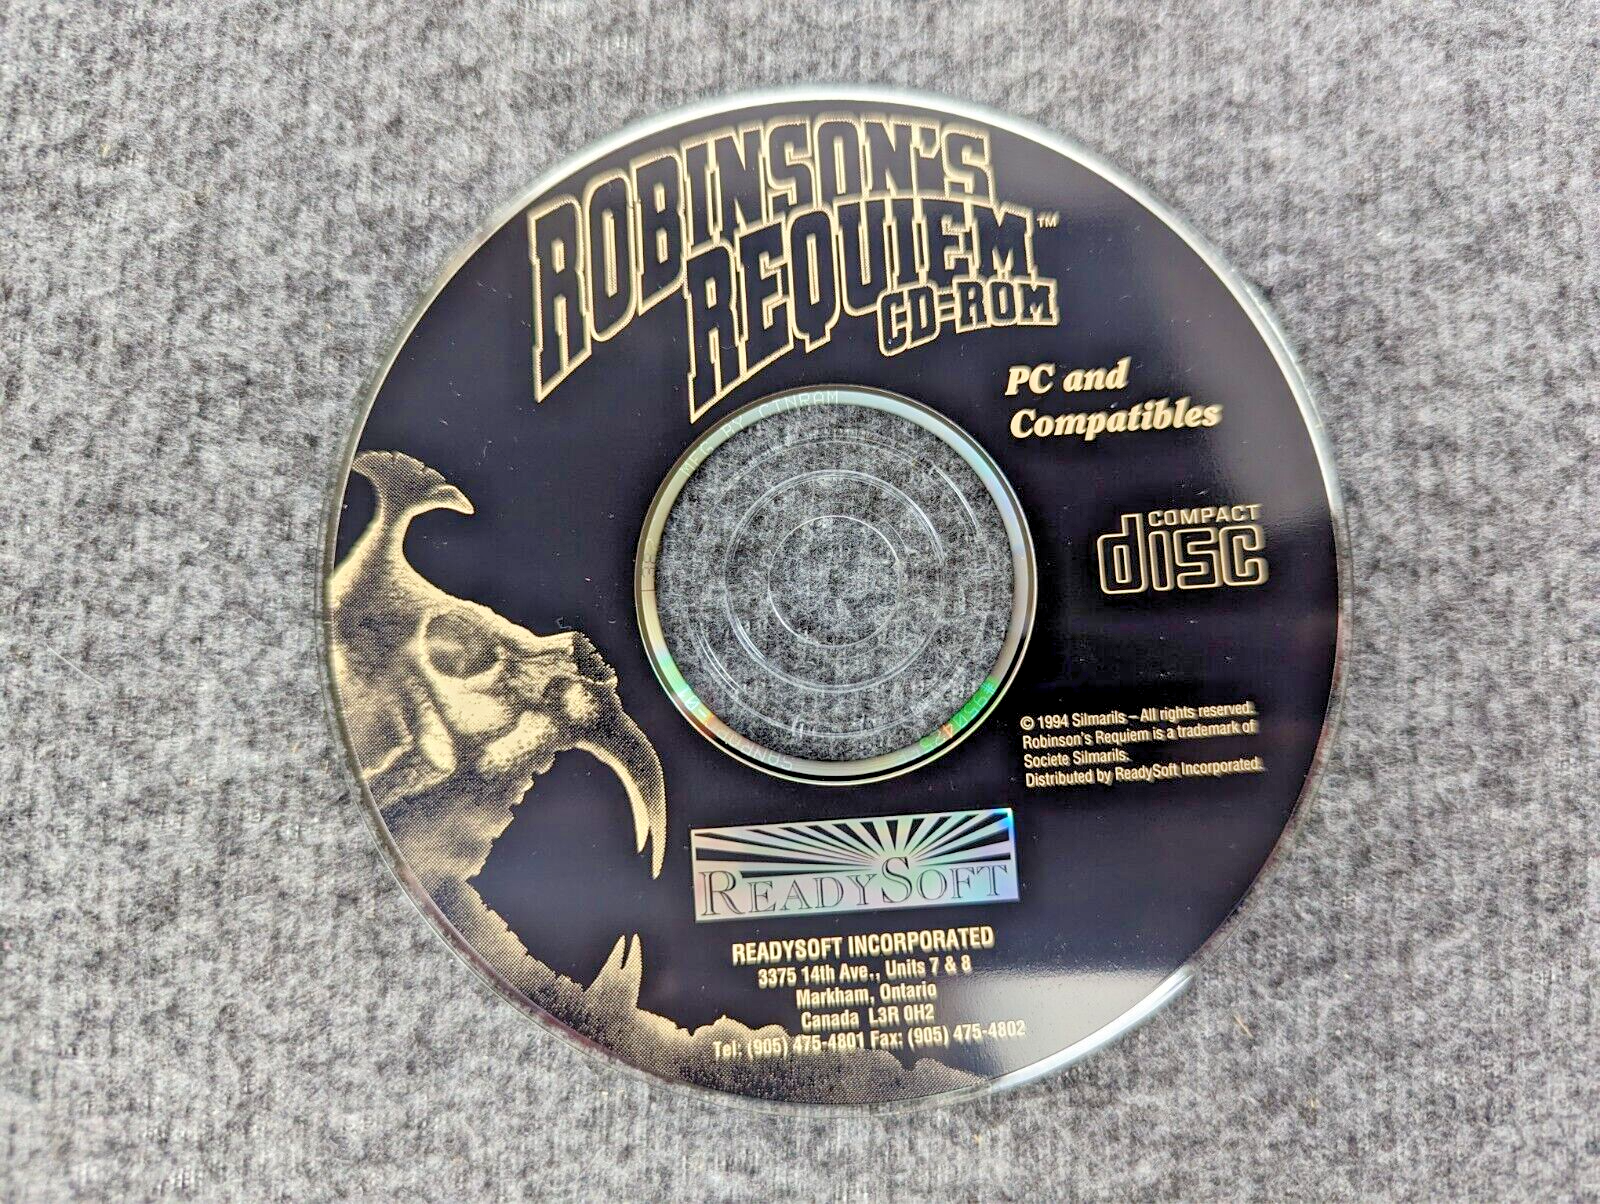 ROBINSON'S
REQUIEM™
CD-ROM
PC and
Compatibles
MFG BY CINRAM
COMPACT
disc
© 1994 Silmarils – All rights reserved.
Robinson's Requiem is a trademark of
Societe Silmarils.
Distributed by ReadySoft Incorporated.
READYSOFT
READYSOFT INCORPORATED
3375 14th Ave., Units 7 & 8
Markham, Ontario
Canada L3R 0H2
Tel: (905) 475-4801 Fax: (905) 475-4802